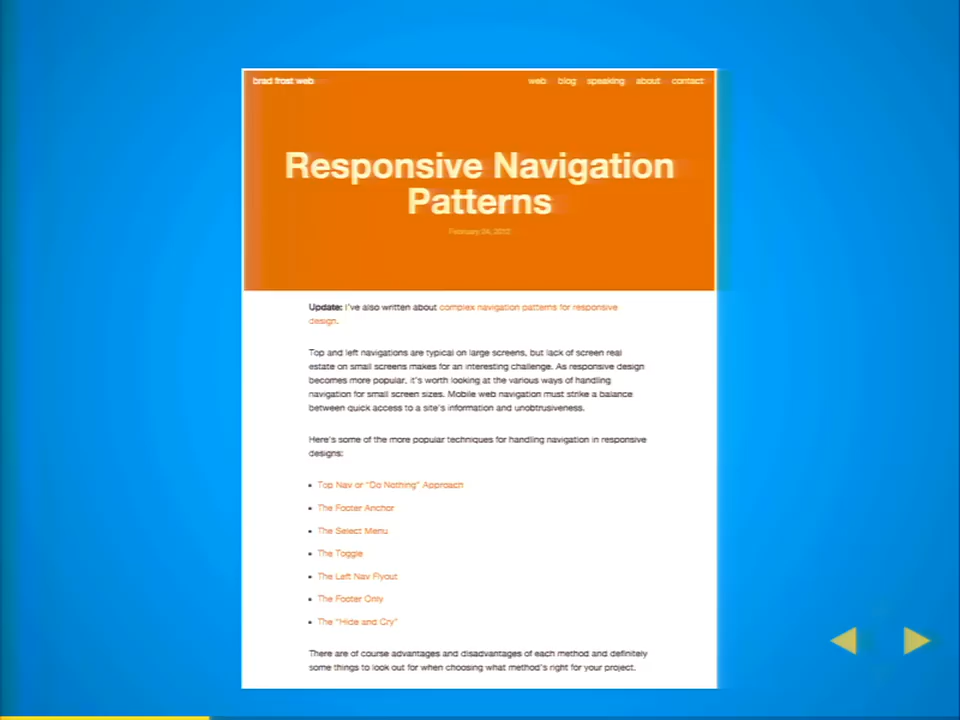 brad frost web
web blog speaking about contact
Responsive Navigation
Patterns
February 24, 2012
Update: I've also written about complex navigation patterns for responsive
design.
Top and left navigations are typical on large screens, but lack of screen real
estate on small screens makes for an interesting challenge. As responsive design
becomes more popular, it's worth looking at the various ways of handling
navigation for small screen sizes. Mobile web navigation must strike a balance
between quick access to a site's information and unobtrusiveness.
Here's some of the more popular techniques for handling navigation in responsive
designs:
• Top Nav or "Do Nothing" Approach
• The Footer Anchor
• The Select Menu
• The Toggle
• The Left Nav Flyout
• The Footer Only
• The "Hide and Cry"
There are of course advantages and disadvantages of each method and definitely
some things to look out for when choosing what method's right for your project.